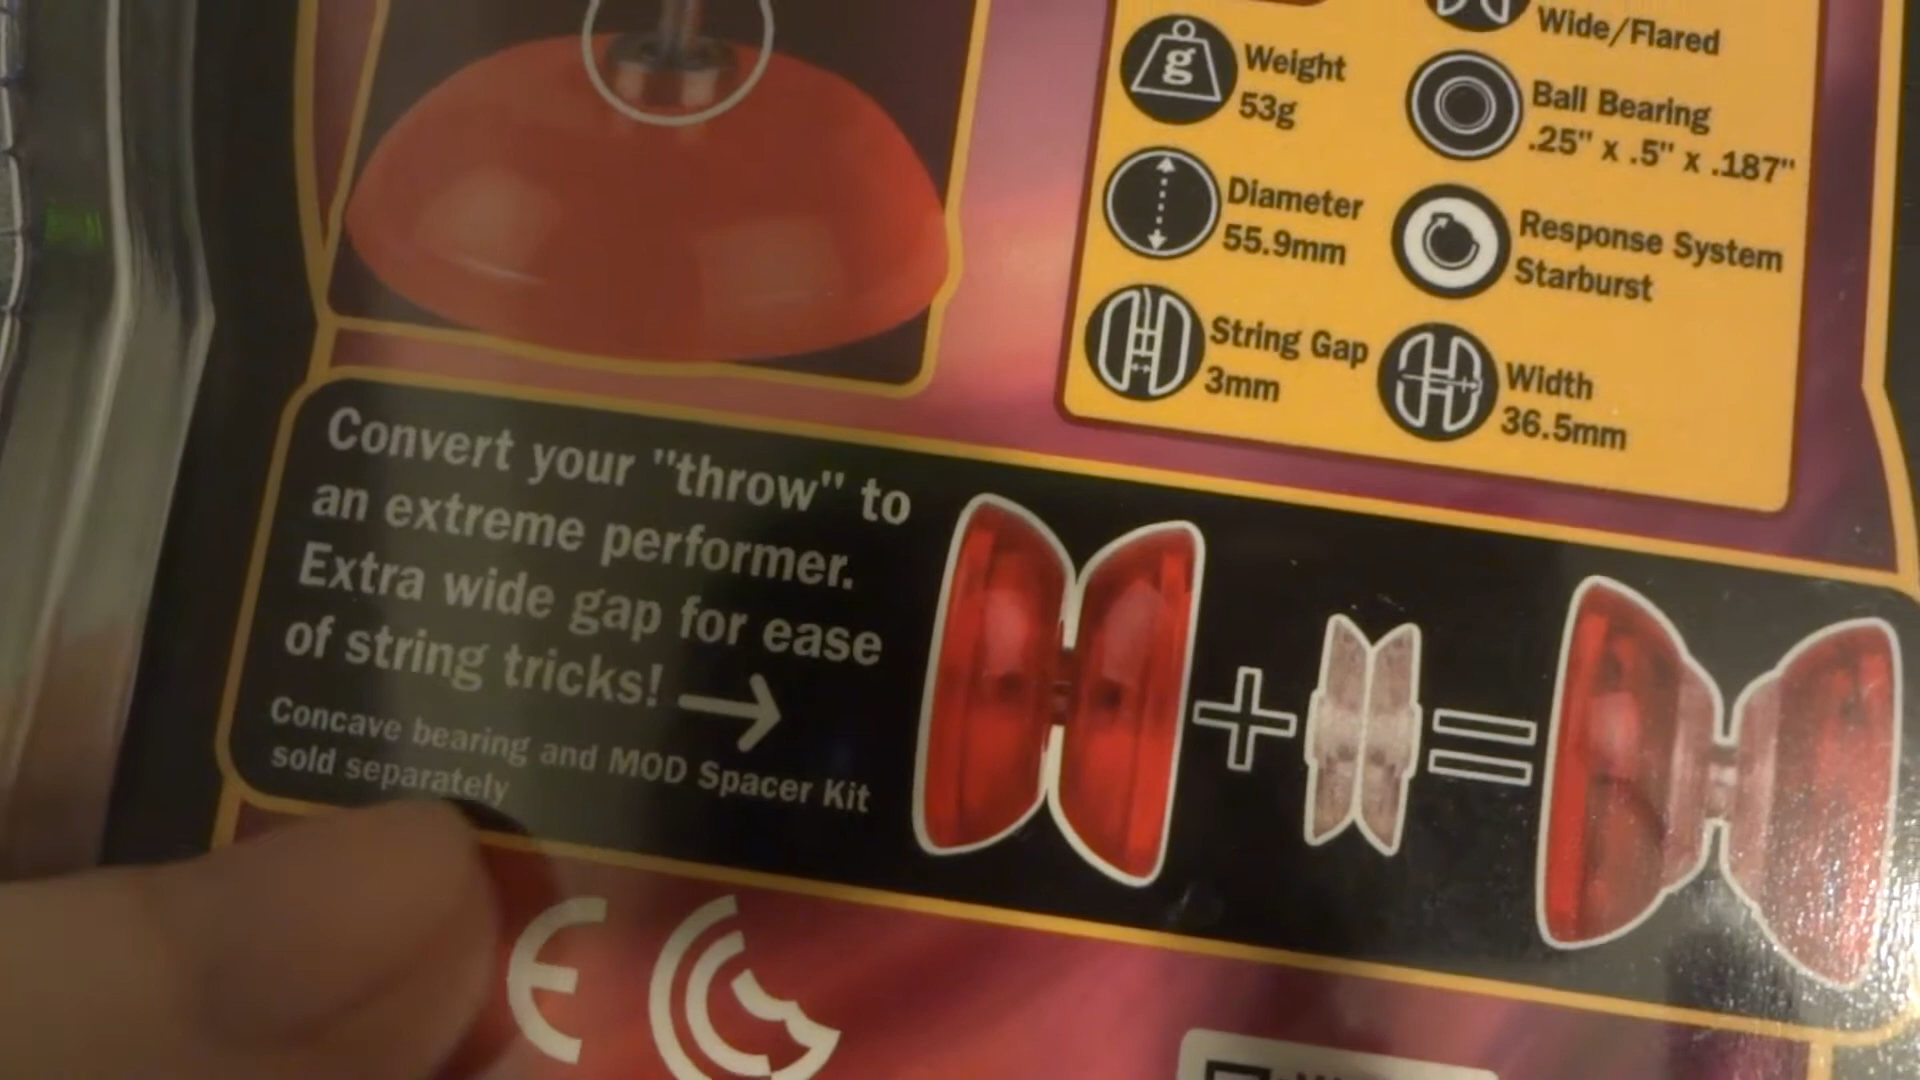 Wide/Flared
Weight
53g
Ball Bearing
.25" x .5" x .187"
Diameter
55.9mm
Response System
Starburst
String Gap
3mm
Width
36.5mm
Convert your "throw" to
an extreme performer.
Extra wide gap for ease
of string tricks!
Concave bearing and MOD Spacer Kit
sold separately
CE